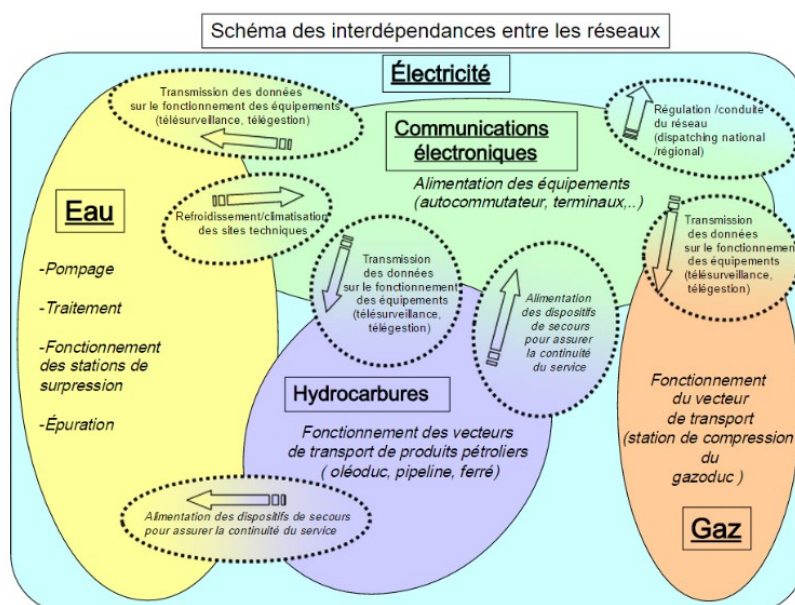 Schéma des interdépendances entre les réseaux
Électricité
Transmission des données
sur le fonctionnement des équipements
(télésurveillance, télégestion)
Régulation /conduite
du réseau
(dispatching national
/régional)
Communications
électroniques
Alimentation des équipements
(autocommutateur, terminaux,..)
Eau
Refroidissement/climatisation
des sites techniques
-Pompage
-Traitement
-Fonctionnement
des stations de
surpression
-Épuration
Transmission
des données
sur le fonctionnement
des équipements
(télésurveillance,
télégestion)
Alimentation
des dispositifs
de secours
pour assurer
la continuité
du service
Transmission
des données
sur le fonctionnement
des équipements
(télésurveillance,
télégestion)
Hydrocarbures
Fonctionnement des vecteurs
de transport de produits pétroliers
( oléoduc, pipeline, ferré)
Fonctionnement
du vecteur
de transport
(station de compression
du
gazoduc )
Alimentation des dispositifs de secours
pour assurer la continuité du service
Gaz